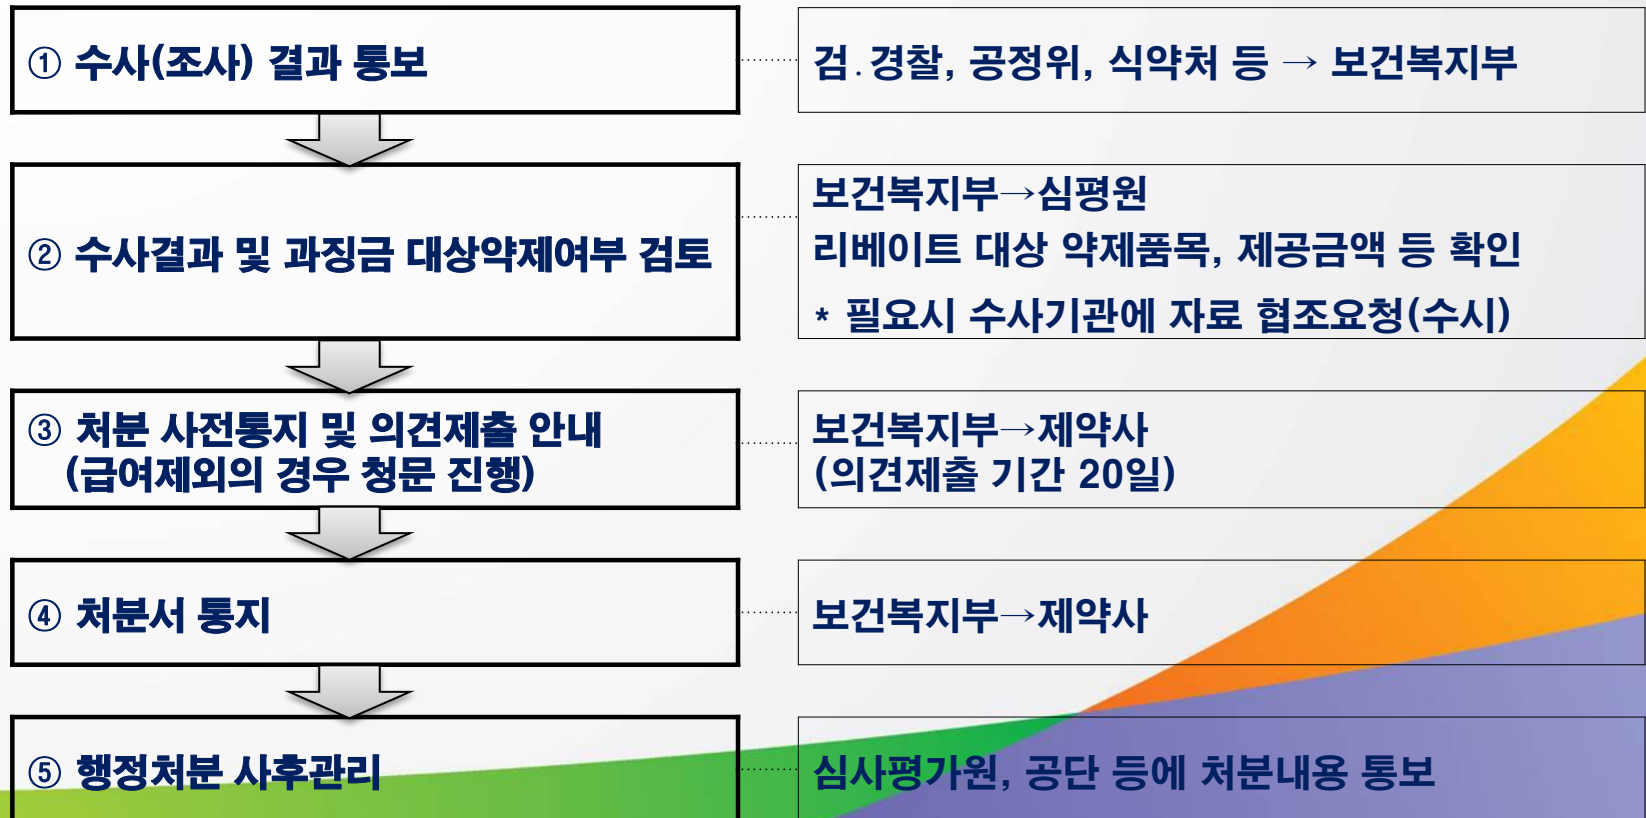 ① 수사(조사) 결과 통보
검.경찰, 공정위, 식약처 등 → 보건복지부
② 수사결과 및 과징금 대상약제여부 검토
보건복지부→심평원
리베이트 대상 약제품목, 제공금액 등 확인
* 필요시 수사기관에 자료 협조요청(수시)
③ 처분 사전통지 및 의견제출 안내
(급여제외의 경우 청문 진행)
보건복지부→제약사
(의견제출 기간 20일)
④ 처분서 통지
보건복지부→제약사
⑤ 행정처분 사후관리
심사평가원, 공단 등에 처분내용 통보